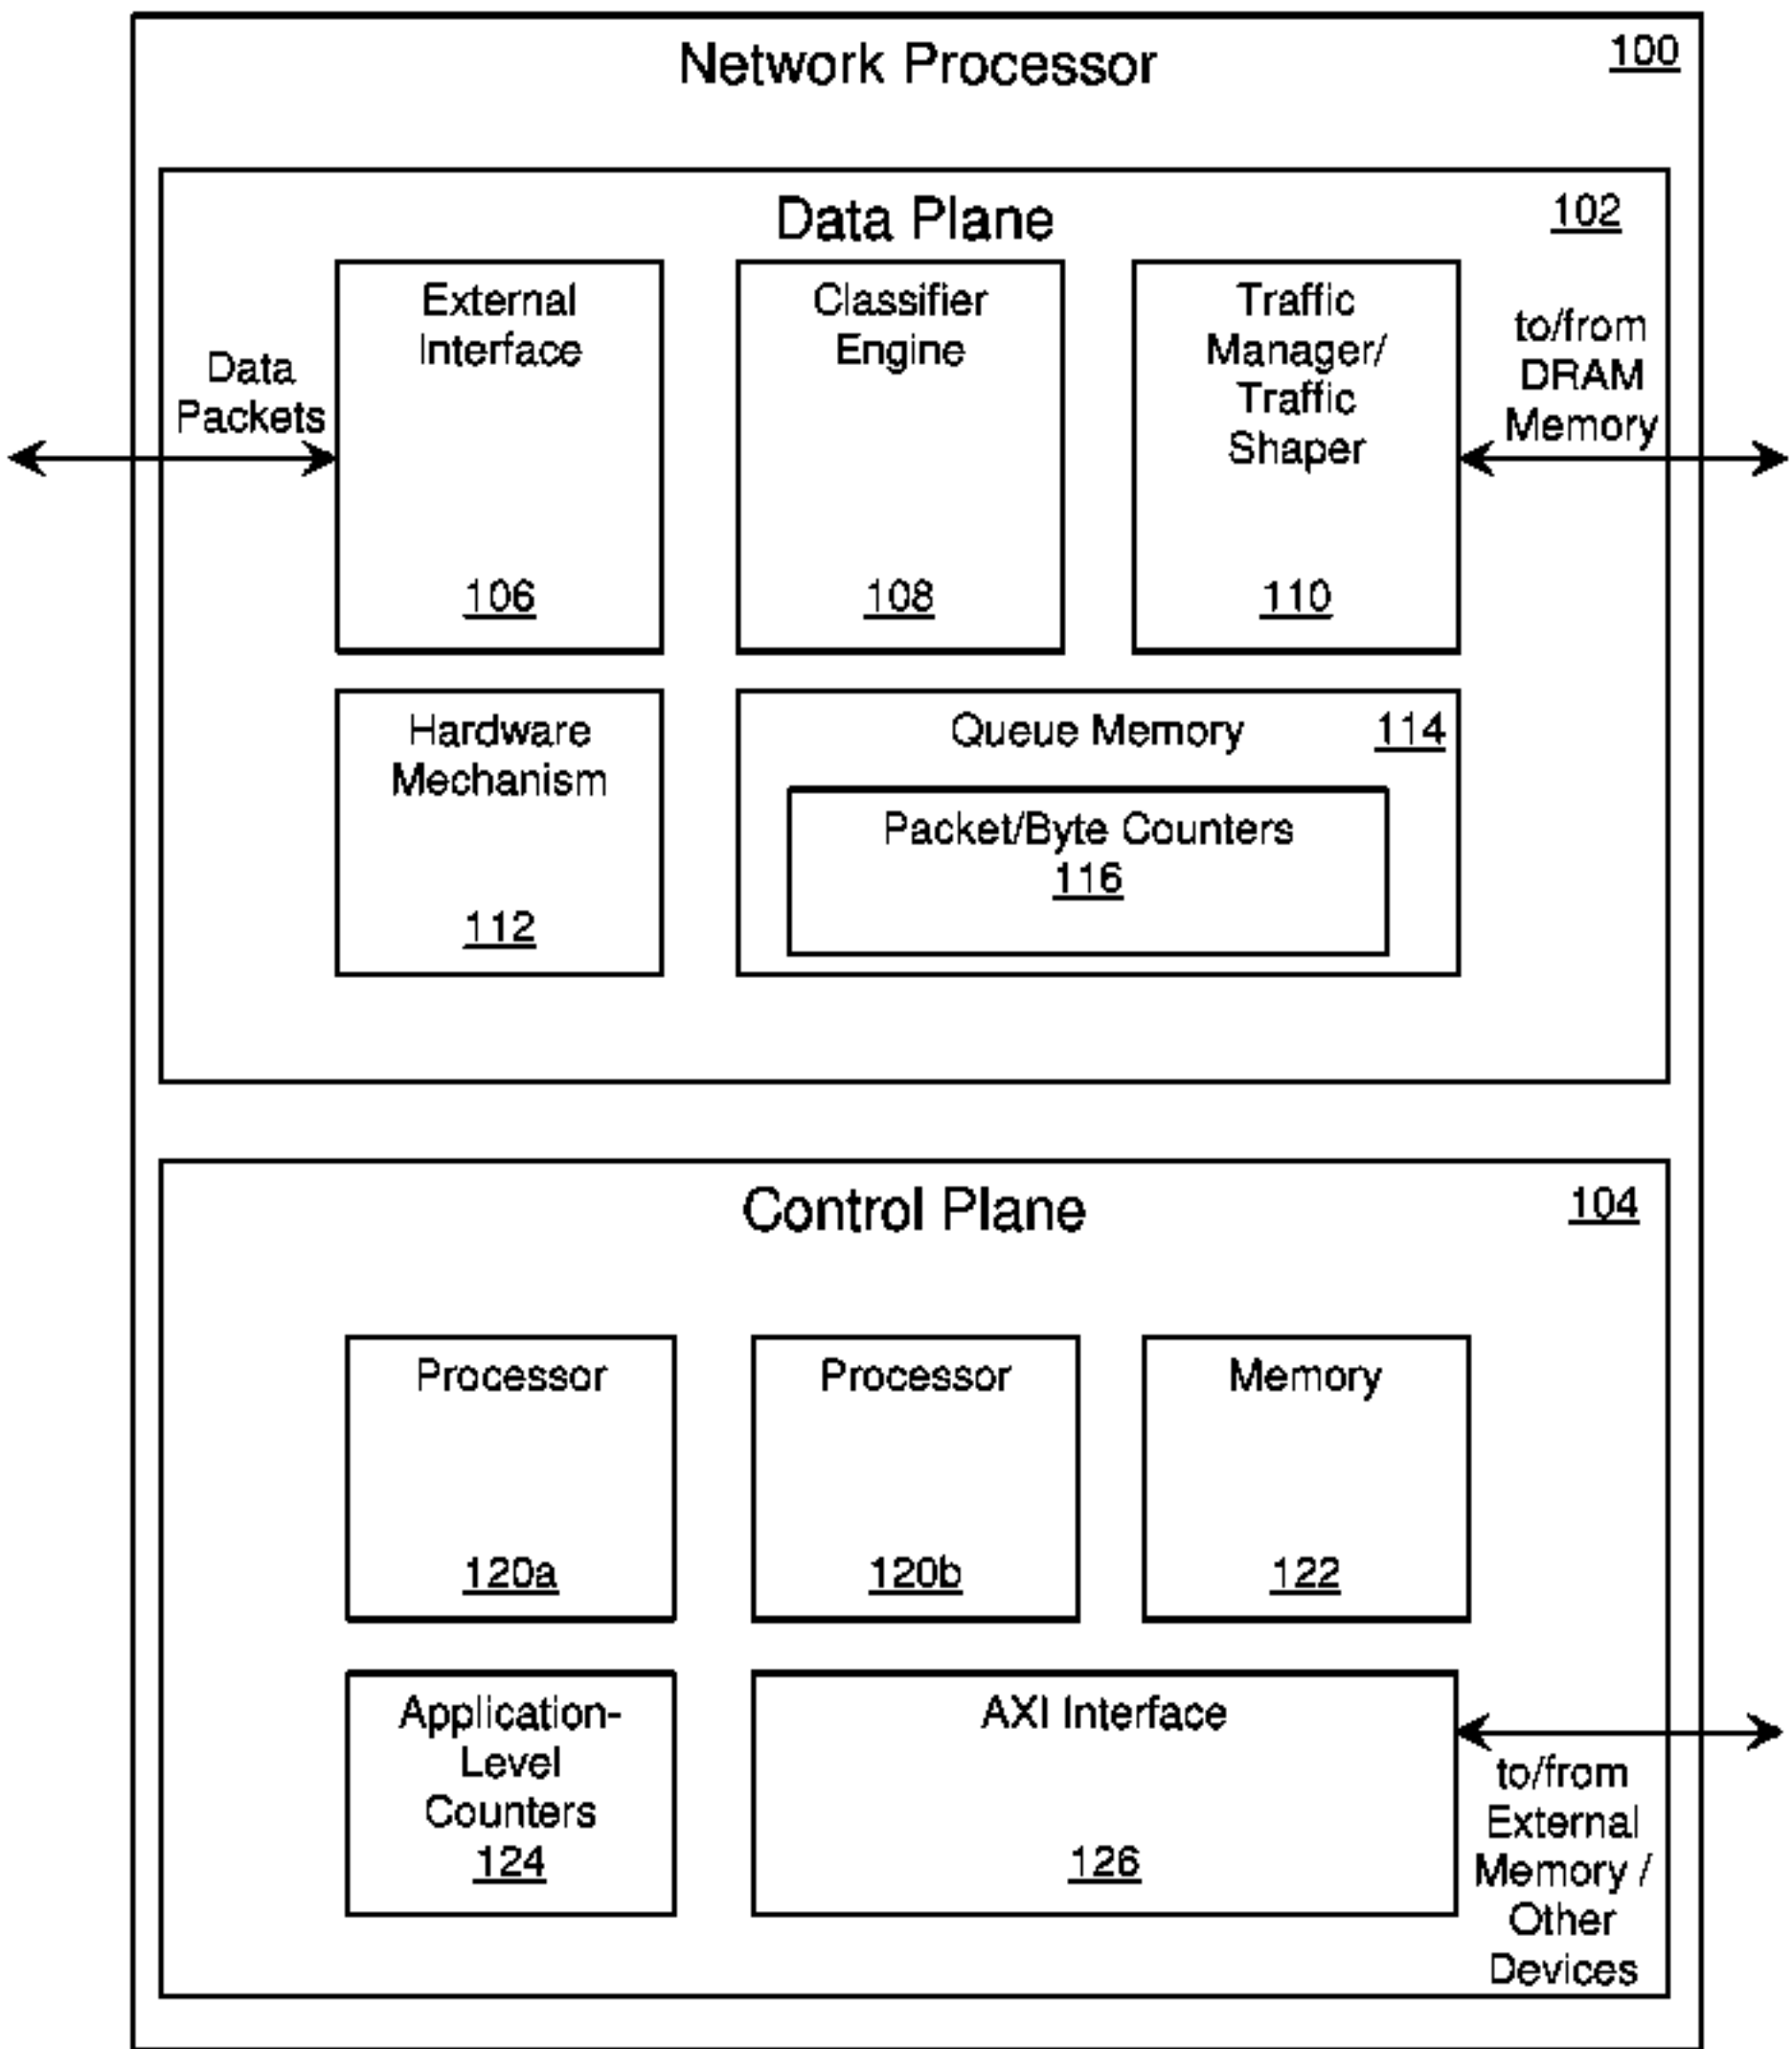 Network Processor
100
Data Plane
102
External
Interface
106
Classifier
Engine
108
Traffic
Manager/
Traffic
Shaper
110
Data
Packets
to/from
DRAM
Memory
Hardware
Mechanism
112
Queue Memory
114
Packet/Byte Counters
116
Control Plane
104
Processor
120a
Processor
120b
Memory
122
Application-
Level
Counters
124
AXI Interface
126
to/from
External
Memory /
Other
Devices